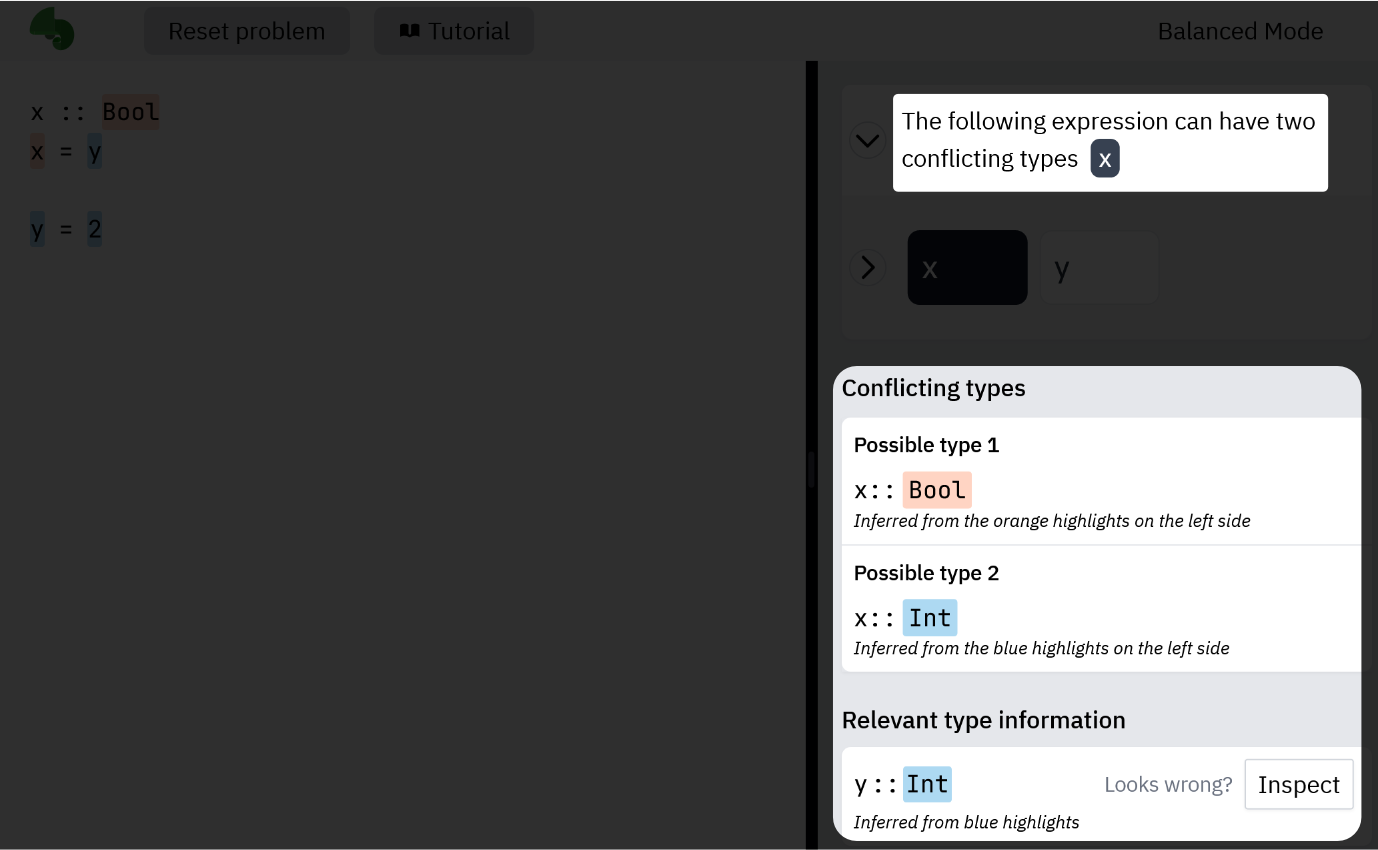 Reset problem
Tutorial
Balanced Mode
x :: Bool
x = y
y = 2
The following expression can have two
conflicting types x
x
y
Conflicting types
Possible type 1
x:: Bool
Inferred from the orange highlights on the left side
Possible type 2
x:: Int
Inferred from the blue highlights on the left side
Relevant type information
y:: Int
Looks wrong?
Inspect
Inferred from blue highlights